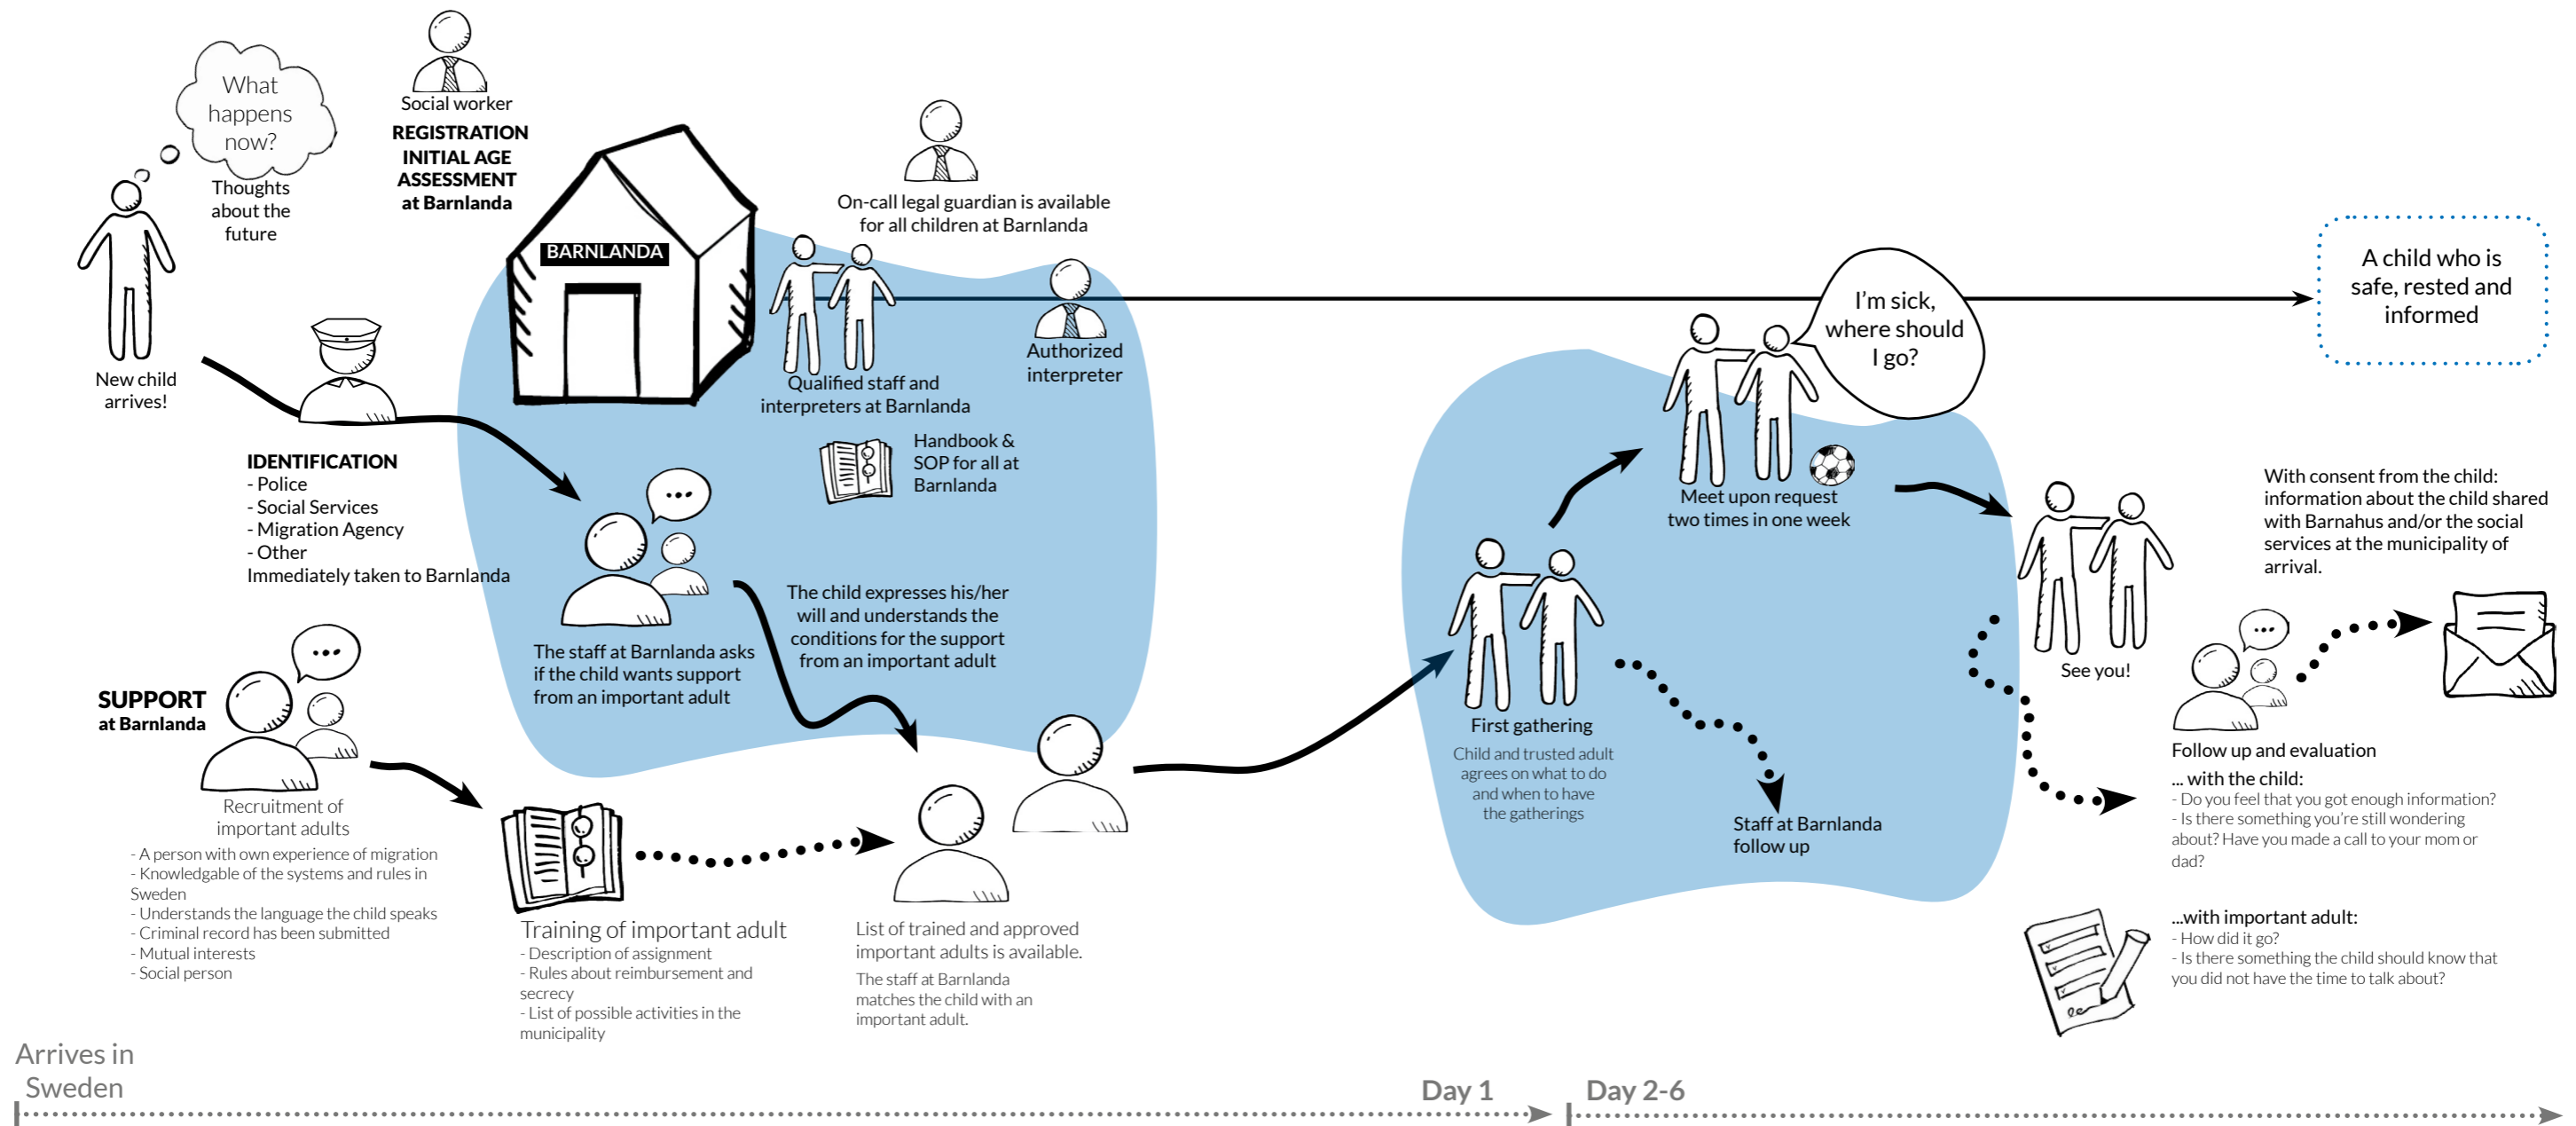 What
happens
now?
Thoughts
about the
future
New child
arrives!
Social worker
REGISTRATION
INITIAL AGE
ASSESSMENT
at Barnlanda
BARNLANDA
On-call legal guardian is available
for all children at Barnlanda
Authorized
interpreter
Qualified staff and
interpreters at Barnlanda
Handbook &
SOP for all at
Barnlanda
IDENTIFICATION
- Police
- Social Services
- Migration Agency
- Other
Immediately taken to Barnlanda
...
The staff at Barnlanda asks
if the child wants support
from an important adult
The child expresses his/her
will and understands the
conditions for the support
from an important adult
SUPPORT
at Barnlanda
...
Recruitment of
important adults
- A person with own experience of migration
- Knowledgable of the systems and rules in
Sweden
- Understands the language the child speaks
- Criminal record has been submitted
- Mutual interests
- Social person
Training of important adult
- Description of assignment
- Rules about reimbursement and
secrecy
- List of possible activities in the
municipality
List of trained and approved
important adults is available.
The staff at Barnlanda
matches the child with an
important adult.
First gathering
Child and trusted adult
agrees on what to do
and when to have
the gatherings
I'm sick,
where should
I go?
Meet upon request
two times in one week
Staff at Barnlanda
follow up
See you!
A child who is
safe, rested and
informed
With consent from the child:
information about the child shared
with Barnahus and/or the social
services at the municipality of
arrival.
...
Follow up and evaluation
... with the child:
- Do you feel that you got enough information?
- Is there something you're still wondering
about? Have you made a call to your mom or
dad?
...with important adult:
- How did it go?
- Is there something the child should know that
you did not have the time to talk about?
Arrives in
Sweden
Day 1
Day 2-6